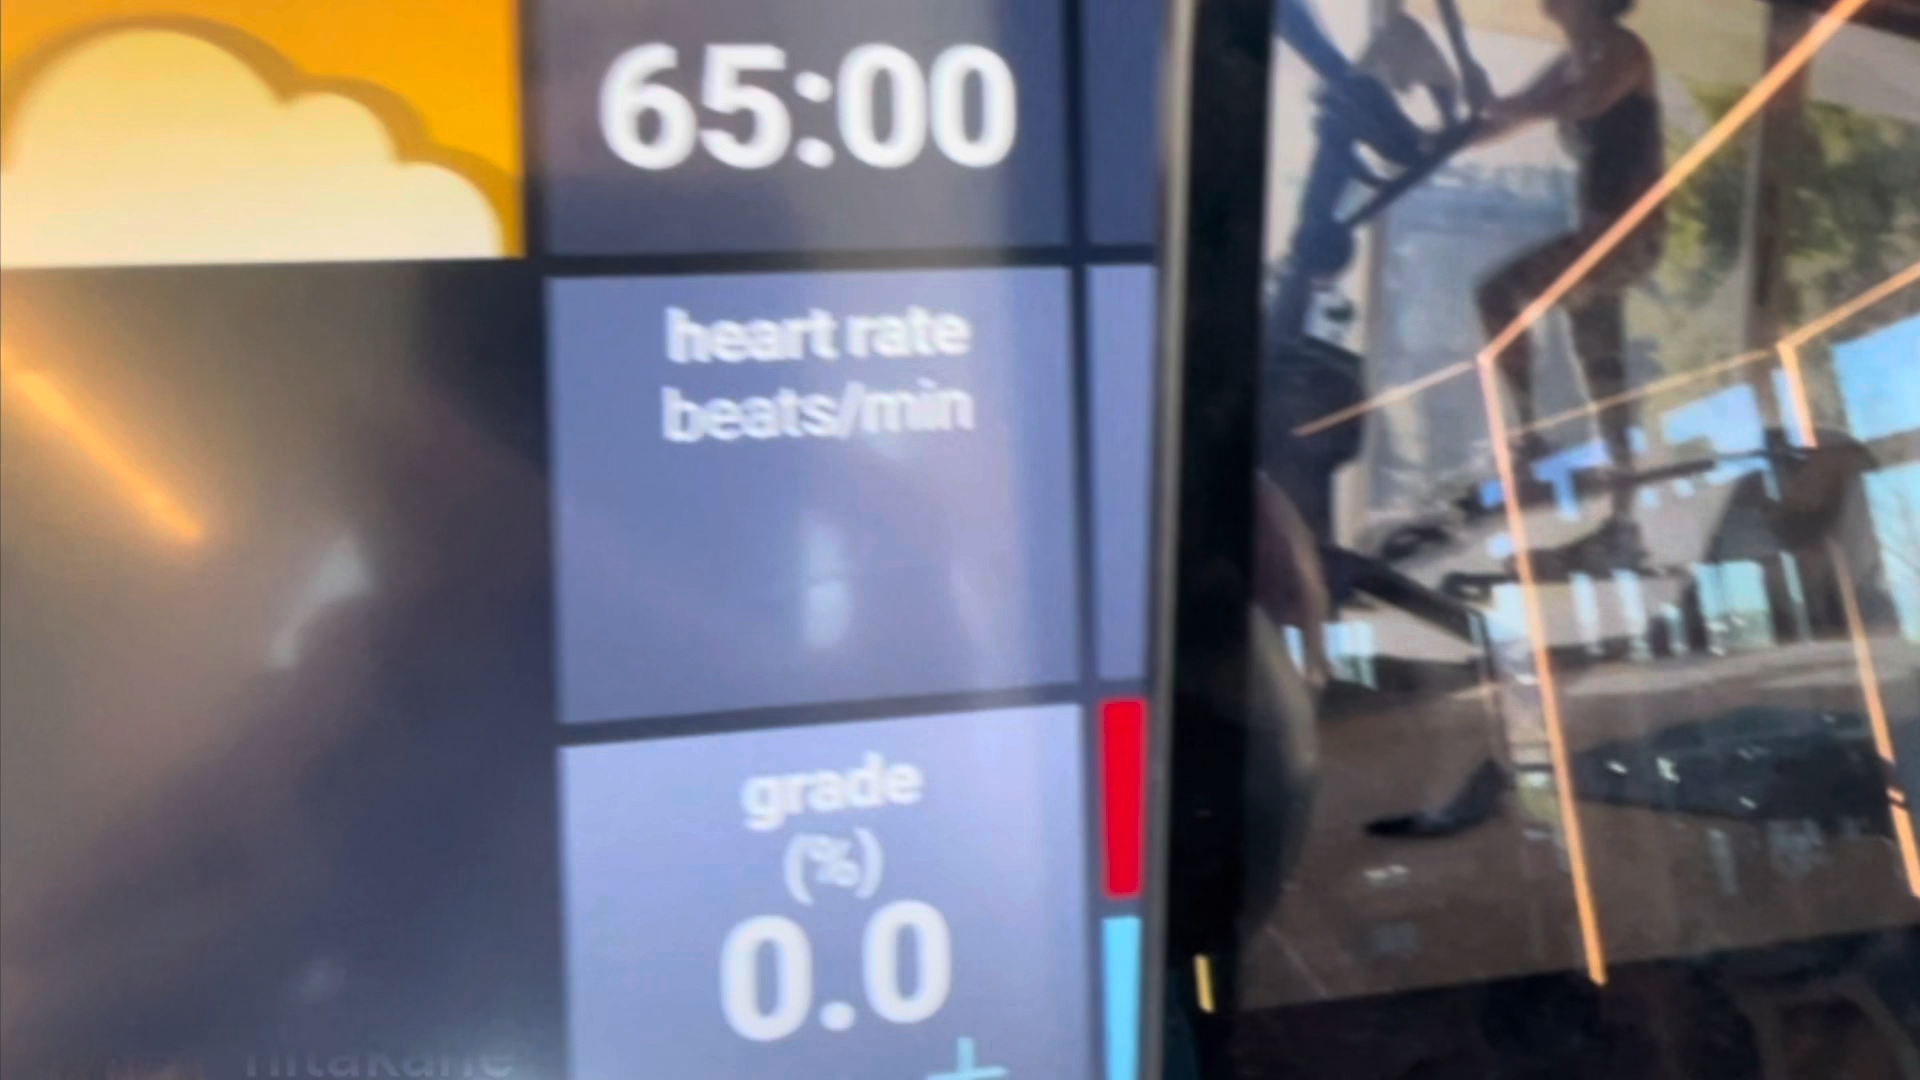 65:00
heart rate
beats/min
grade
(%)
0.0
+